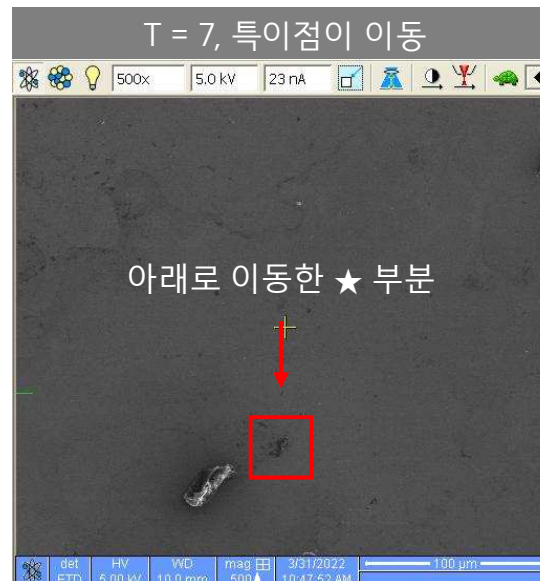 T = 7, 특이점이 이동
500x 5.0 kV 23 nA
아래로 이동한 ★ 부분
det HV WD mag 3/31/2022 100 µm
ETD 5.00 kV 10.0 mm 500 10:47:52 AM